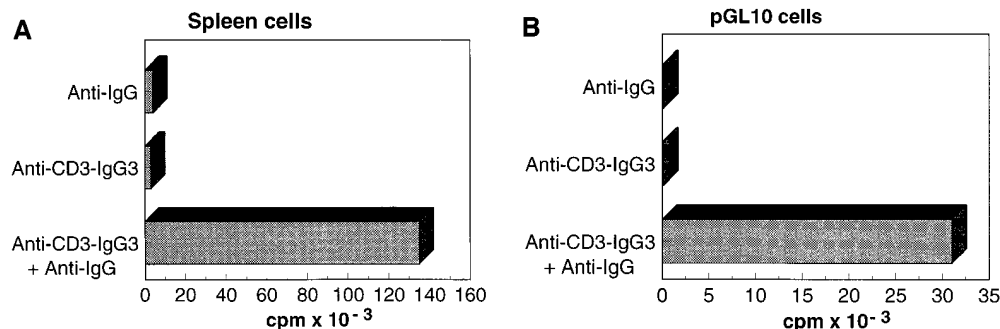 A
Spleen cells
Anti-IgG
Anti-CD3-IgG3
Anti-CD3-IgG3
+ Anti-IgG
0 20 40 60 80 100 120 140 160
cpm x 10⁻³
B
pGL10 cells
Anti-IgG
Anti-CD3-IgG3
Anti-CD3-IgG3
+ Anti-IgG
0 5 10 15 20 25 30 35
cpm x 10⁻³